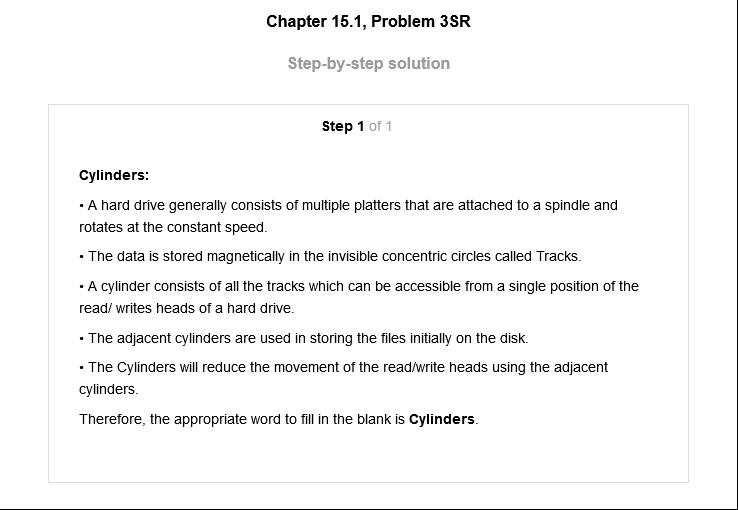 Chapter 15.1, Problem 3SR
Step-by-step solution
Step 1 of 1
Cylinders:
• A hard drive generally consists of multiple platters that are attached to a spindle and
rotates at the constant speed.
• The data is stored magnetically in the invisible concentric circles called Tracks.
• A cylinder consists of all the tracks which can be accessible from a single position of the
read/ writes heads of a hard drive.
• The adjacent cylinders are used in storing the files initially on the disk.
• The Cylinders will reduce the movement of the read/write heads using the adjacent
cylinders.
Therefore, the appropriate word to fill in the blank is Cylinders.